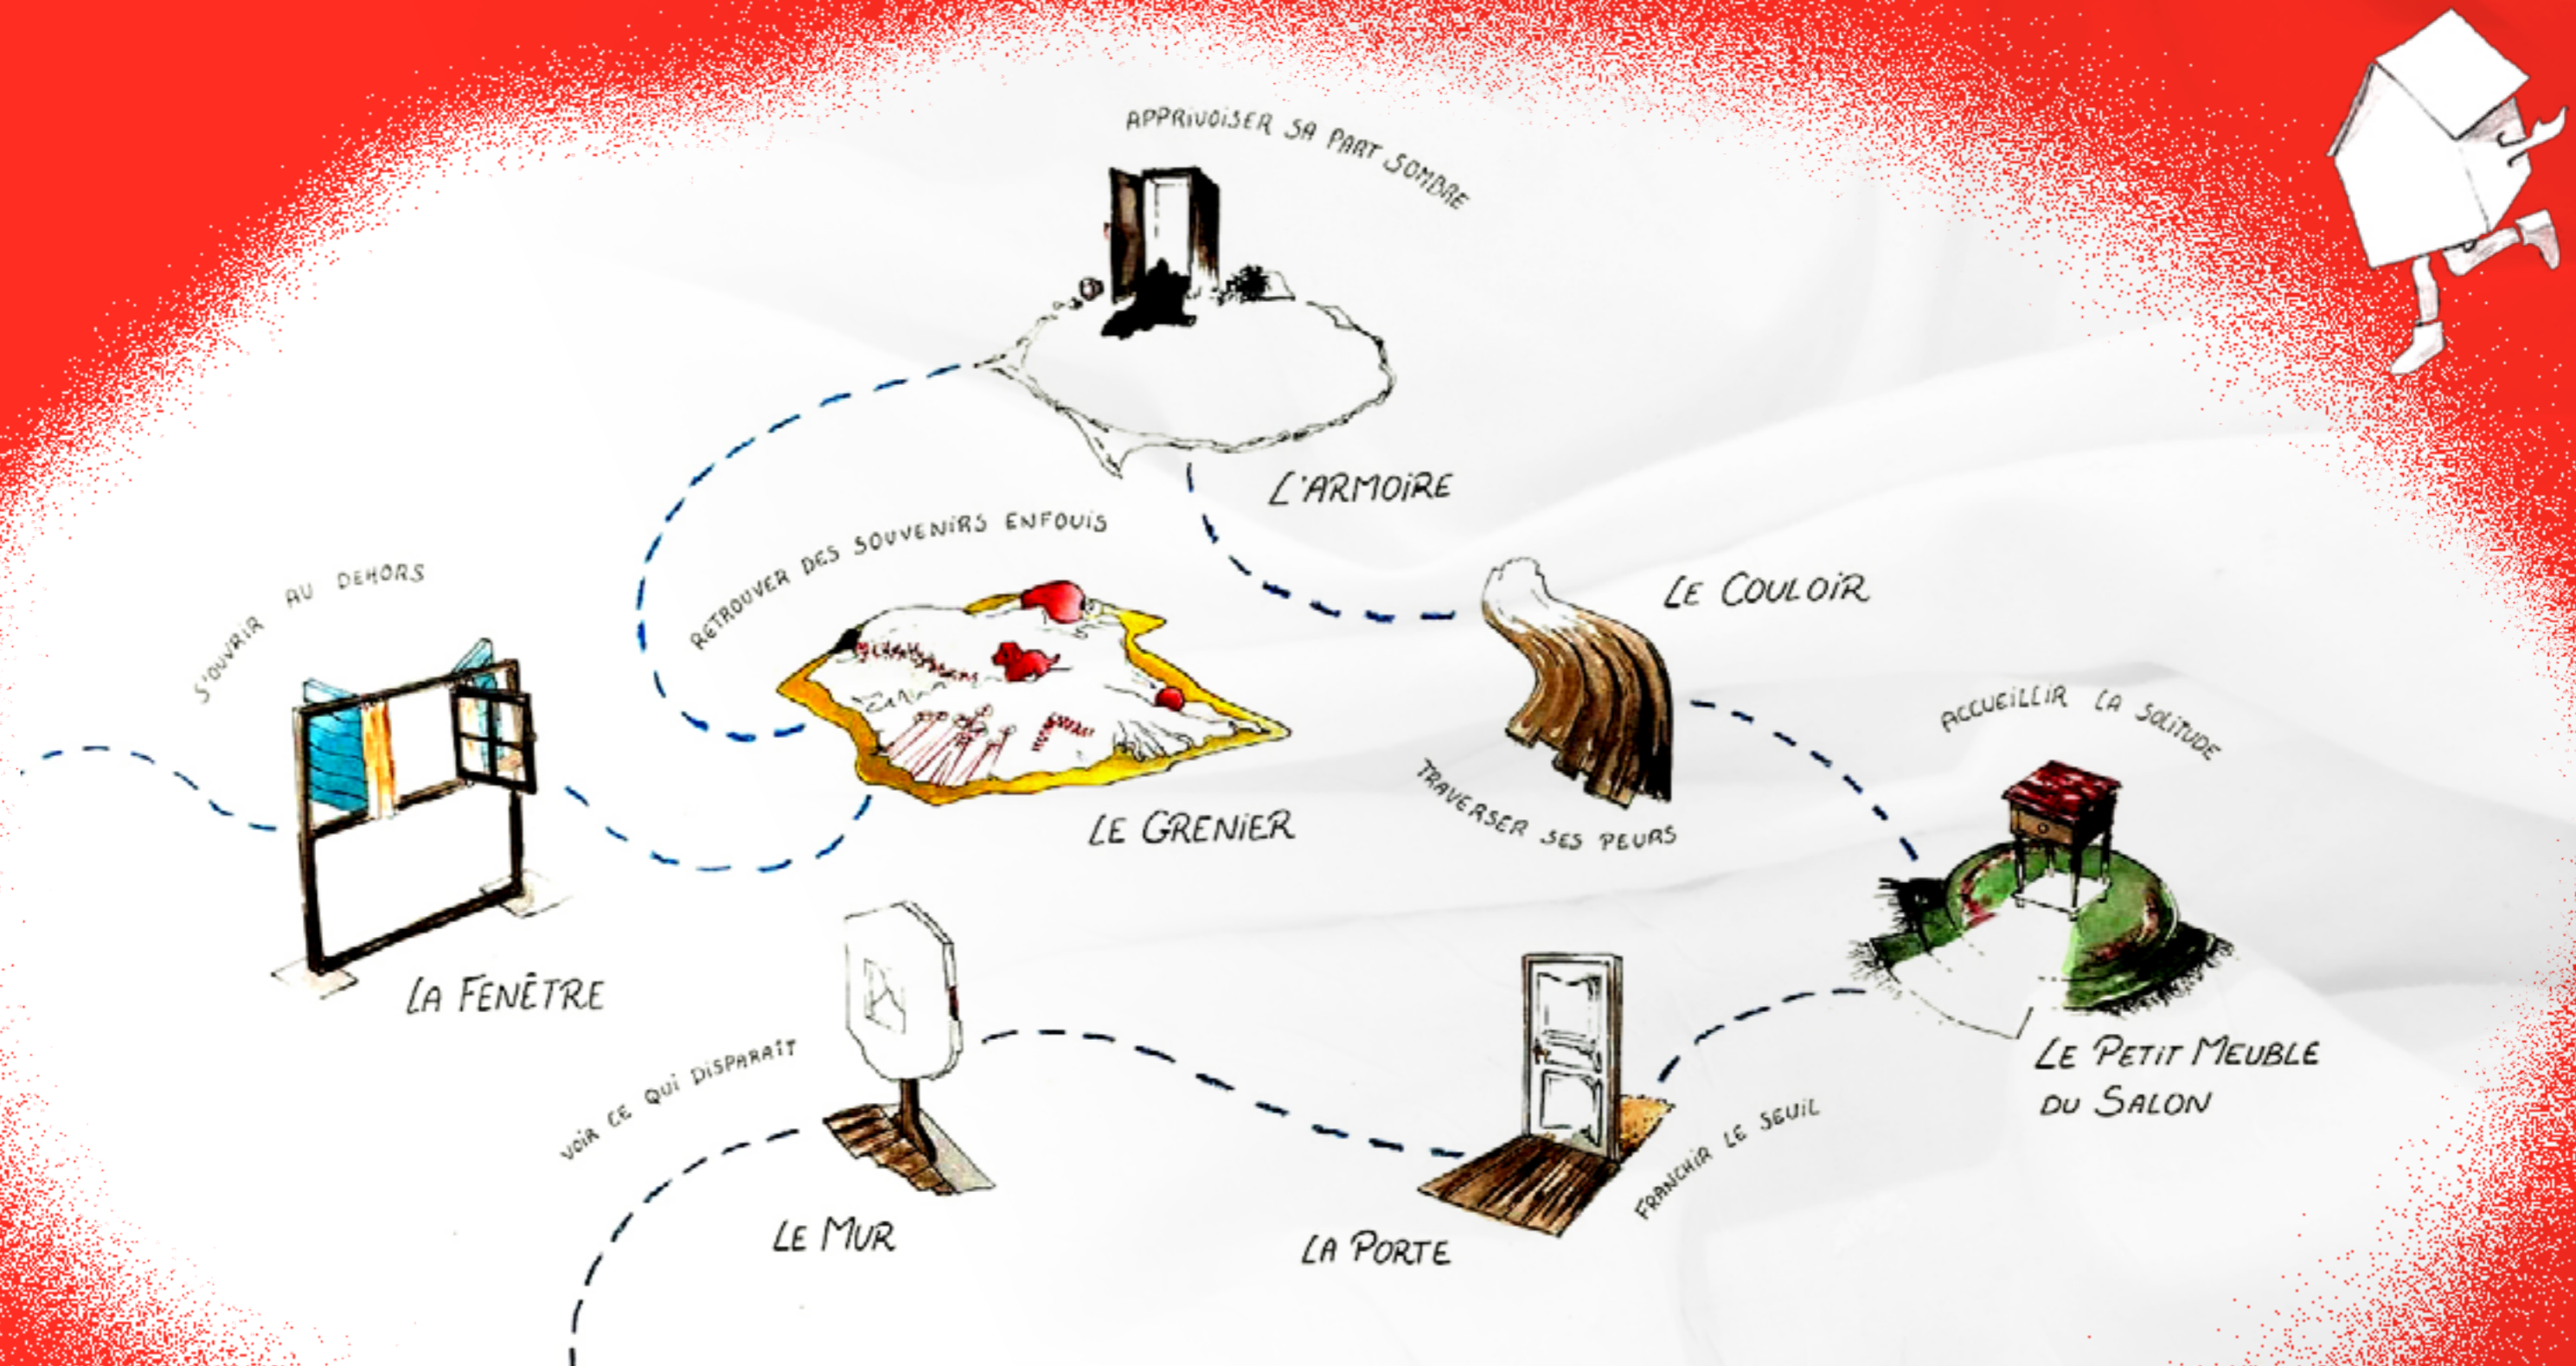 APPRIVOISER SA PART SOMBRE
L'ARMOIRE
RETROUVER DES SOUVENIRS ENFOUIS
LE GRENIER
LE COULOIR
TRAVERSER SES PEURS
S'OUVRIR AU DEHORS
LA FENÊTRE
ACCUEILLIR LA SOLITUDE
LE PETIT MEUBLE
DU SALON
VOIR CE QUI DISPARAÎT
LE MUR
FRANCHIR LE SEUIL
LA PORTE